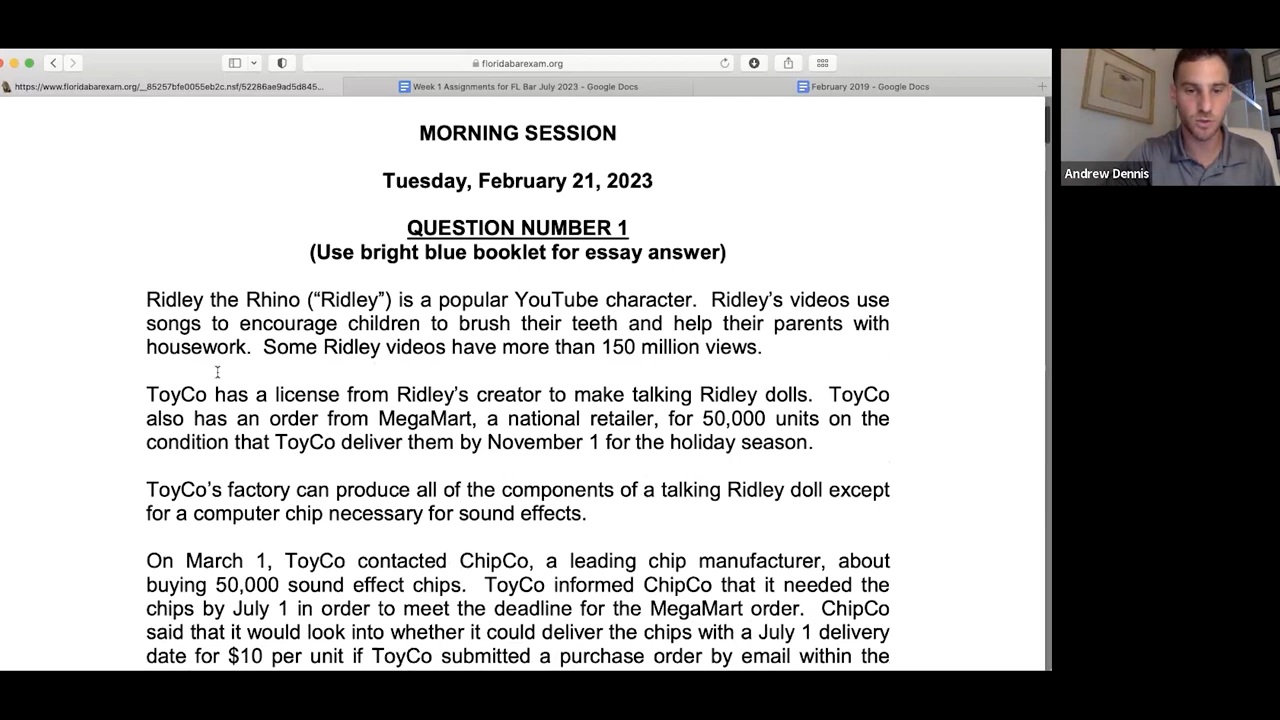 floridabarexam.org
https://www.floridabarexam.org/__85257bfe0055eb2c.nsf/52286ae9ad5d845...
Week 1 Assignments for FL Bar July 2023 - Google Docs
February 2019 - Google Docs
Andrew Dennis
MORNING SESSION
Tuesday, February 21, 2023
QUESTION NUMBER 1
(Use bright blue booklet for essay answer)
Ridley the Rhino (“Ridley”) is a popular YouTube character. Ridley’s videos use
songs to encourage children to brush their teeth and help their parents with
housework. Some Ridley videos have more than 150 million views.
ToyCo has a license from Ridley’s creator to make talking Ridley dolls. ToyCo
also has an order from MegaMart, a national retailer, for 50,000 units on the
condition that ToyCo deliver them by November 1 for the holiday season.
ToyCo’s factory can produce all of the components of a talking Ridley doll except
for a computer chip necessary for sound effects.
On March 1, ToyCo contacted ChipCo, a leading chip manufacturer, about
buying 50,000 sound effect chips. ToyCo informed ChipCo that it needed the
chips by July 1 in order to meet the deadline for the MegaMart order. ChipCo
said that it would look into whether it could deliver the chips with a July 1 delivery
date for $10 per unit if ToyCo submitted a purchase order by email within the